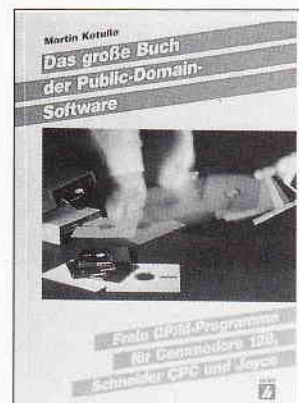 Martin Kotulla
Das große Buch
der Public-Domain-
Software
Freie CP/M-Programme
für Commodore 128,
Schneider CPC und Joyce